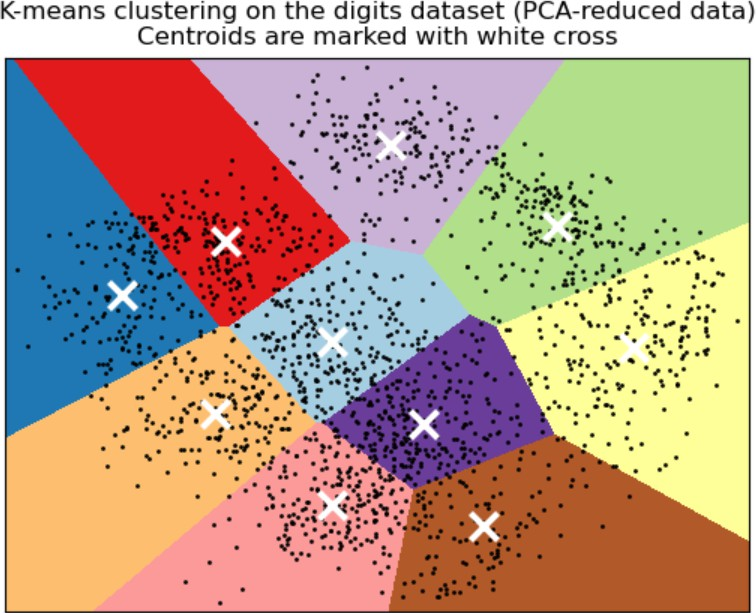 K-means clustering on the digits dataset (PCA-reduced data)
Centroids are marked with white cross